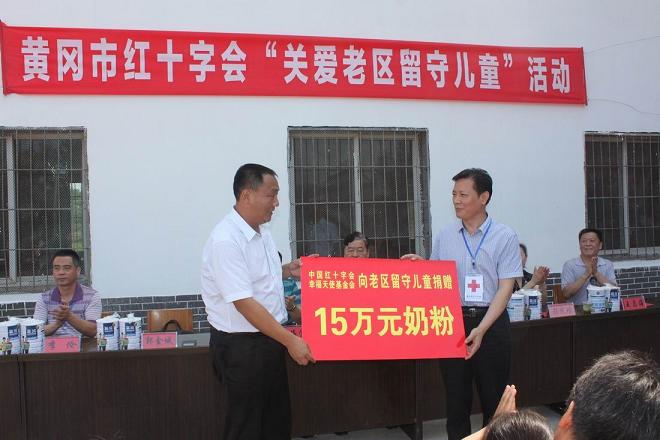 黄冈市红十字会“关爱老区留守儿童”活动
中国红十字会
幸福天使基金会
向老区留守儿童捐赠
15万元奶粉